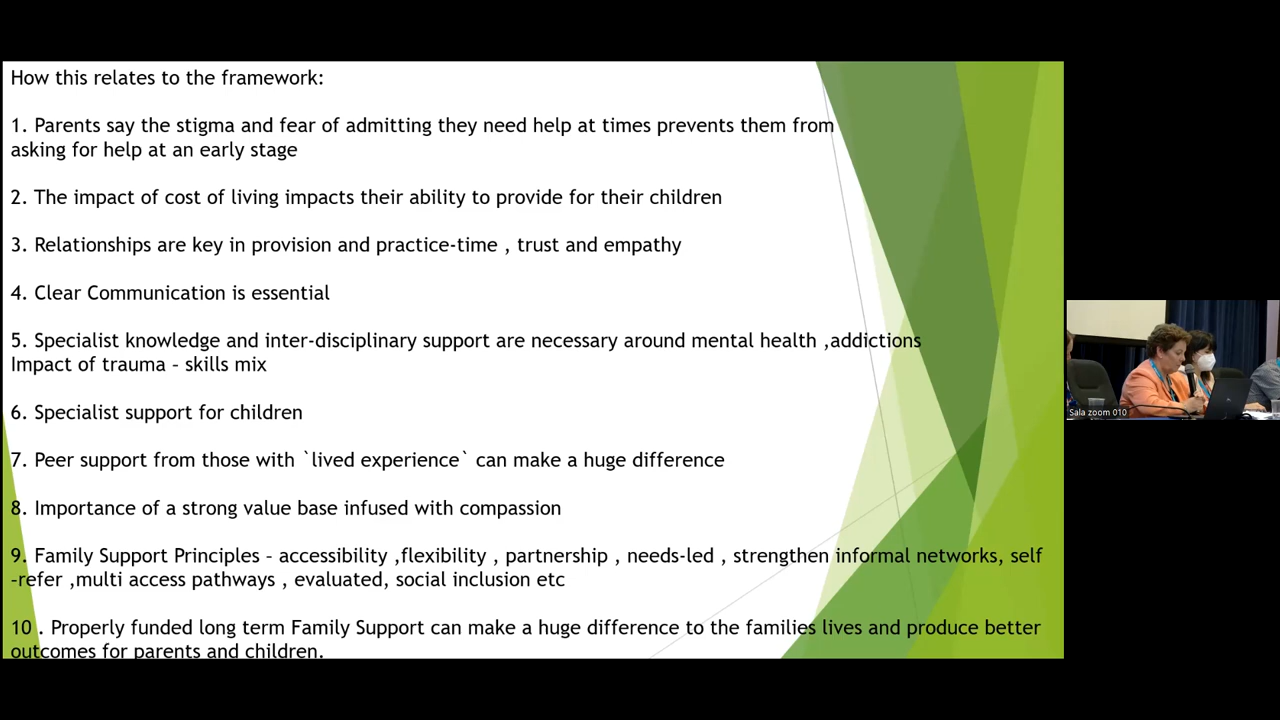 How this relates to the framework:
1. Parents say the stigma and fear of admitting they need help at times prevents them from
asking for help at an early stage
2. The impact of cost of living impacts their ability to provide for their children
3. Relationships are key in provision and practice-time , trust and empathy
4. Clear Communication is essential
5. Specialist knowledge and inter-disciplinary support are necessary around mental health ,addictions
Impact of trauma – skills mix
6. Specialist support for children
7. Peer support from those with `lived experience` can make a huge difference
8. Importance of a strong value base infused with compassion
9. Family Support Principles – accessibility ,flexibility , partnership , needs-led , strengthen informal networks, self
-refer ,multi access pathways , evaluated, social inclusion etc
10 . Properly funded long term Family Support can make a huge difference to the families lives and produce better
outcomes for parents and children.
Sala zoom 010